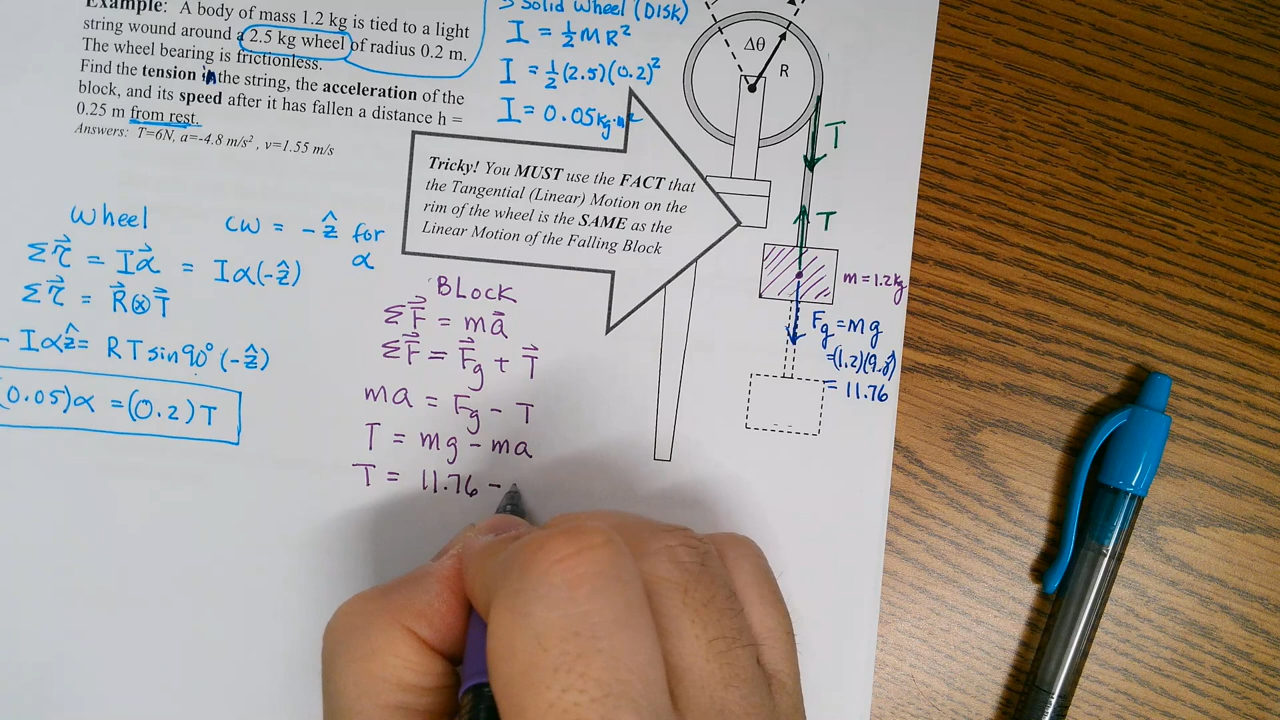 Example: A body of mass 1.2 kg is tied to a light
string wound around a 2.5 kg wheel of radius 0.2 m.
The wheel bearing is frictionless.
Find the tension in the string, the acceleration of the
block, and its speed after it has fallen a distance h =
0.25 m from rest.
Answers: T=6N, a=-4.8 m/s², v=1.55 m/s
> Solid Wheel (DISK)
I = ½MR²
I = ½(2.5)(0.2)²
I = 0.05 kg·m²
Δθ
R
T
T
m=1.2kg
Fg=mg
=(1.2)(9.8)
= 11.76
Tricky! You MUST use the FACT that
the Tangential (Linear) Motion on the
rim of the wheel is the SAME as the
Linear Motion of the Falling Block
Wheel
CW = -ẑ for
α
Στ⃗ = Iα⃗ = Iα(-ẑ)
Στ⃗ = R⃗⊗T⃗
- Iαẑ = RT sin90° (-ẑ)
(0.05)α = (0.2)T
BLOCK
ΣF⃗ = ma⃗
ΣF⃗ = F⃗g + T⃗
ma = Fg - T
T = mg - ma
T = 11.76 -